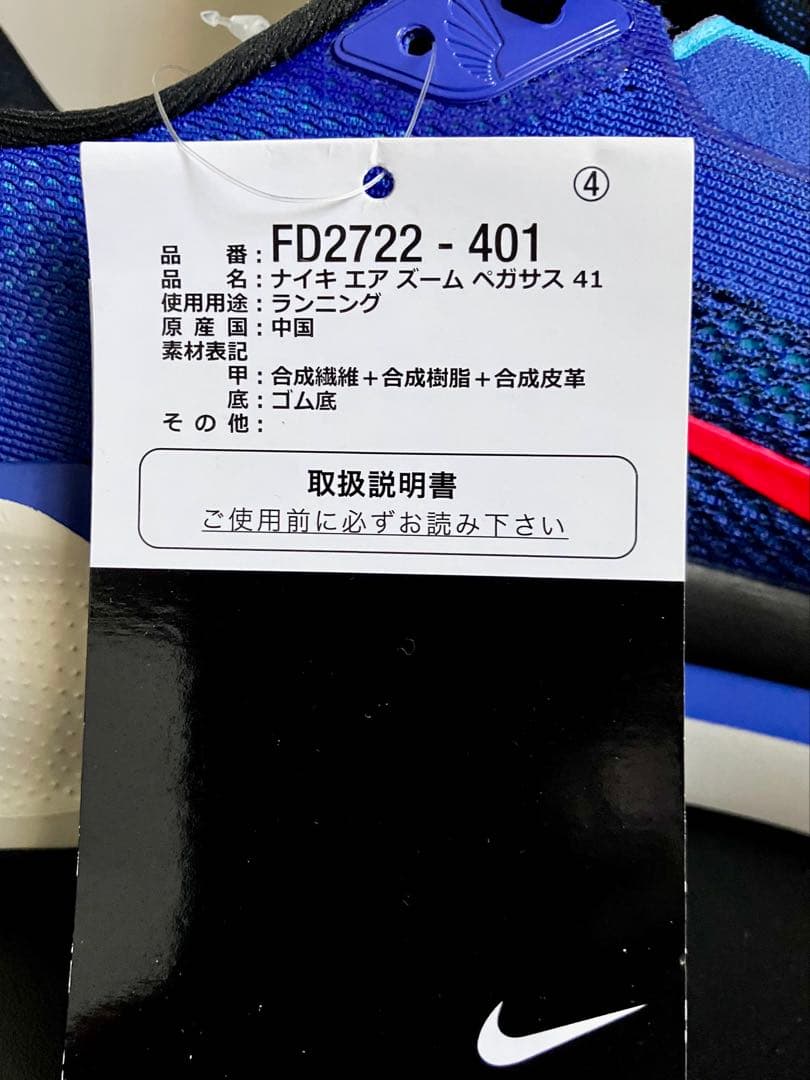 ④
品番：FD2722 - 401
品名：ナイキ エア ズーム ペガサス 41
使用用途：ランニング
原産国：中国
素材表記
甲：合成繊維＋合成樹脂＋合成皮革
底：ゴム底
その他：
取扱説明書
ご使用前に必ずお読み下さい